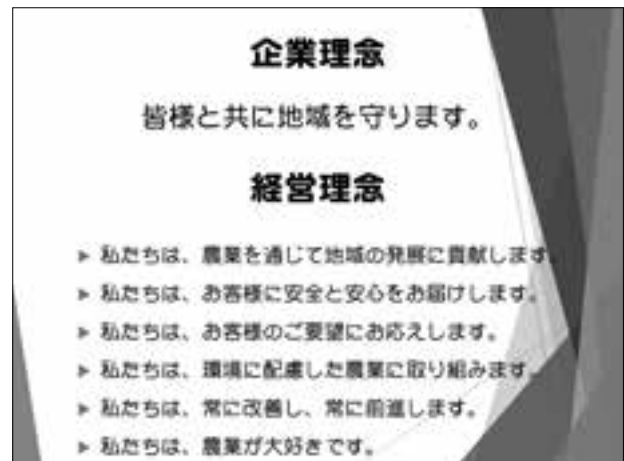 企業理念
皆様と共に地域を守ります。
経営理念
▶ 私たちは、農業を通じて地域の発展に貢献します。
▶ 私たちは、お客様に安全と安心をお届けします。
▶ 私たちは、お客様のご要望にお応えします。
▶ 私たちは、環境に配慮した農業に取り組みます。
▶ 私たちは、常に改善し、常に前進します。
▶ 私たちは、農業が大好きです。